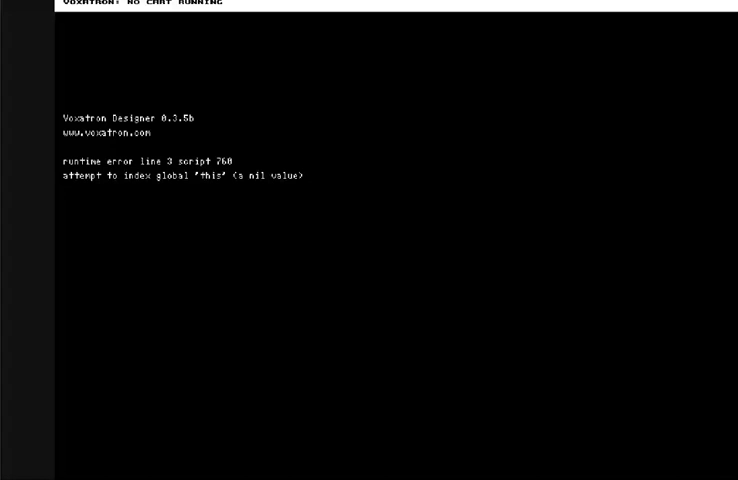 VOXATRON: NO CART RUNNING
Voxatron Designer 0.3.5b
www.voxatron.com
runtime error line 3 script 760
attempt to index global 'this' (a nil value)